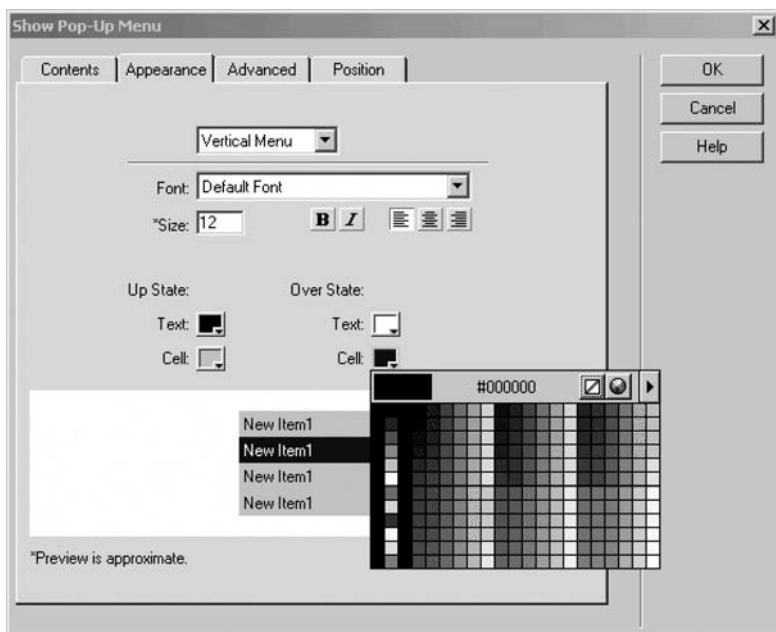 Show Pop-Up Menu
Contents Appearance Advanced Position
OK
Cancel
Help
Vertical Menu
Font: Default Font
*Size: 12 B I
Up State: Over State:
Text: Text:
Cell: Cell:
#000000
New Item1
New Item1
New Item1
New Item1
*Preview is approximate.